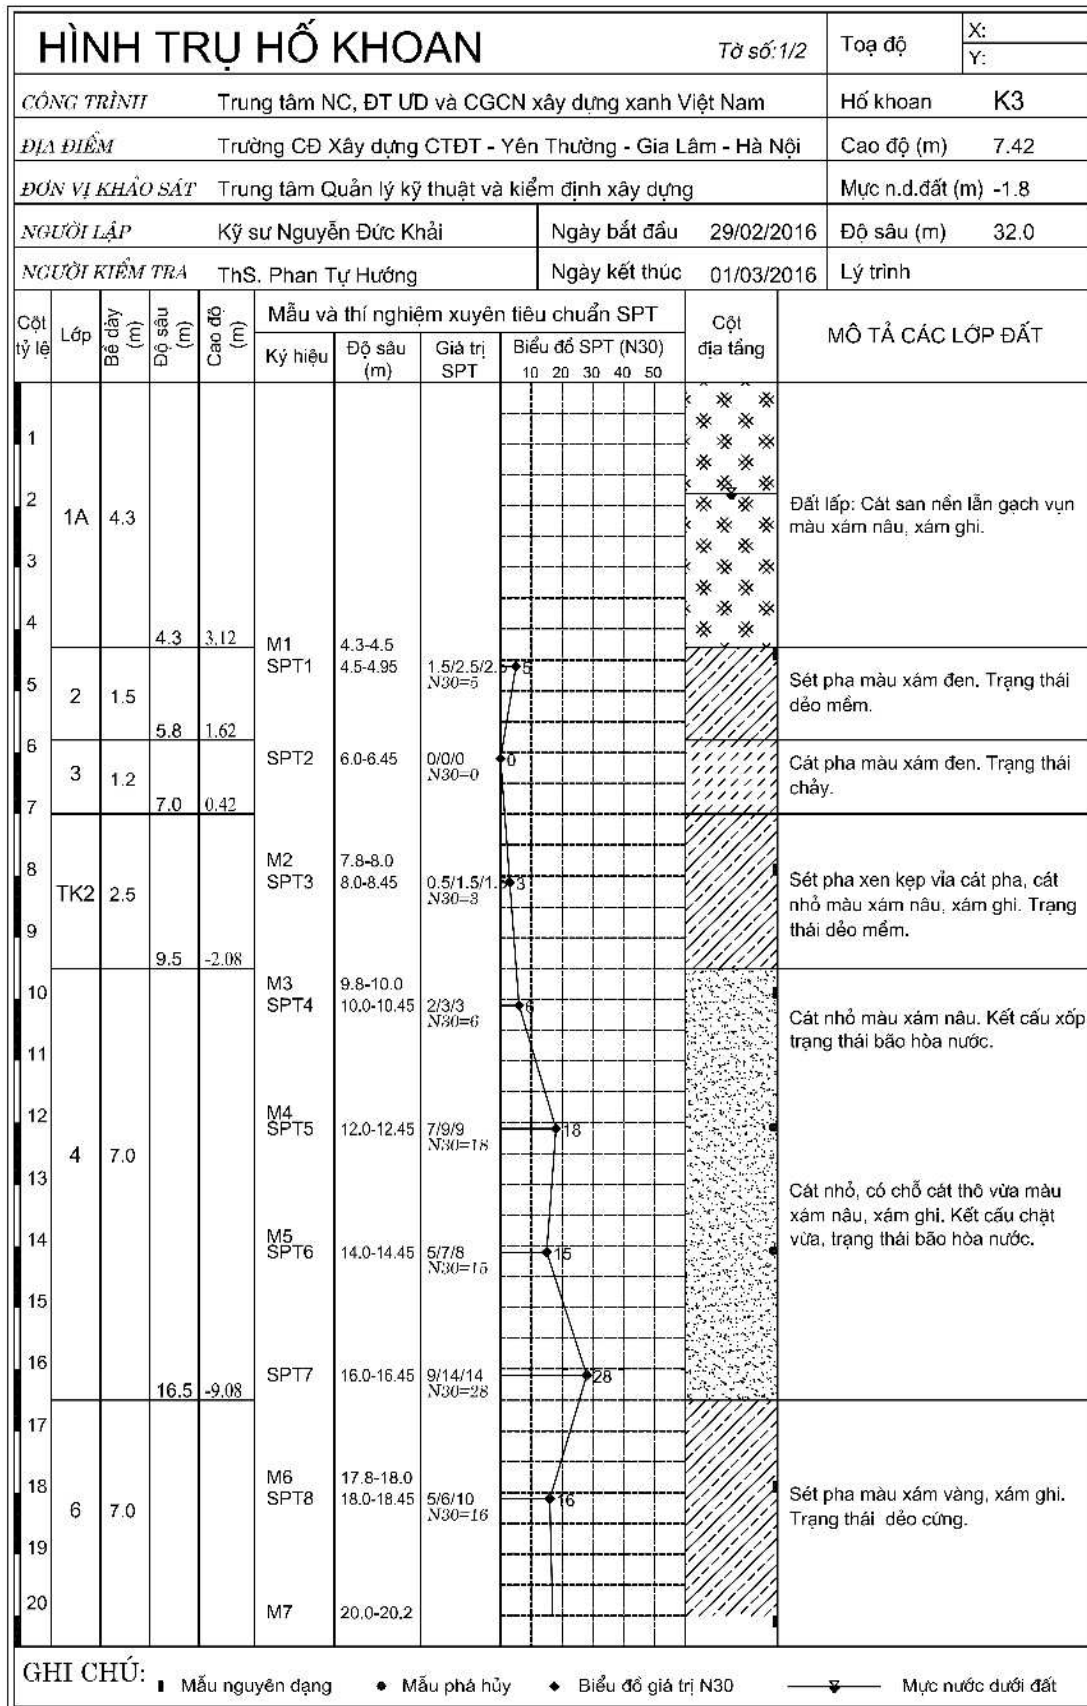 HÌNH TRỤ HỐ KHOAN
Tờ số:1/2
Toạ độ
X:
Y:
CÔNG TRÌNH Trung tâm NC, ĐT ƯD và CGCN xây dựng xanh Việt Nam
Hố khoan K3
ĐỊA ĐIỂM Trường CĐ Xây dựng CTĐT - Yên Thường - Gia Lâm - Hà Nội
Cao độ (m) 7.42
ĐƠN VỊ KHẢO SÁT Trung tâm Quản lý kỹ thuật và kiểm định xây dựng
Mực n.d.đất (m) -1.8
NGƯỜI LẬP Kỹ sư Nguyễn Đức Khải
Ngày bắt đầu 29/02/2016
Độ sâu (m) 32.0
NGƯỜI KIỂM TRA ThS. Phan Tự Hướng
Ngày kết thúc 01/03/2016
Lý trình
Cột tỷ lệ
Lớp
Bề dày (m)
Độ sâu (m)
Cao độ (m)
Mẫu và thí nghiệm xuyên tiêu chuẩn SPT
Ký hiệu
Độ sâu (m)
Giá trị SPT
Biểu đồ SPT (N30)
10 20 30 40 50
Cột địa tầng
MÔ TẢ CÁC LỚP ĐẤT
1
2
1A 4.3
Đất lấp: Cát san nền lẫn gạch vụn
màu xám nâu, xám ghi.
3
4
4.3 3.12
M1 4.3-4.5
SPT1 4.5-4.95 1.5/2.5/2.5 5
N30=5
5
2 1.5
Sét pha màu xám đen. Trạng thái
dẻo mềm.
5.8 1.62
6
SPT2 6.0-6.45 0/0/0 0
N30=0
3 1.2
Cát pha màu xám đen. Trạng thái
chảy.
7
7.0 0.42
8
M2 7.8-8.0
SPT3 8.0-8.45 0.5/1.5/1.5 3
N30=3
TK2 2.5
Sét pha xen kẹp vỉa cát pha, cát
nhỏ màu xám nâu, xám ghi. Trạng
thái dẻo mềm.
9
9.5 -2.08
10
M3 9.8-10.0
SPT4 10.0-10.45 2/3/3 6
N30=6
Cát nhỏ màu xám nâu. Kết cấu xốp
trạng thái bão hòa nước.
11
12
M4
SPT5 12.0-12.45 7/9/9 18
N30=18
4 7.0
13
Cát nhỏ, có chỗ cát thô vừa màu
xám nâu, xám ghi. Kết cấu chặt
vừa, trạng thái bão hòa nước.
14
M5
SPT6 14.0-14.45 5/7/8 15
N30=15
15
16
SPT7 16.0-16.45 9/14/14 28
N30=28
16.5 -9.08
17
18
M6 17.8-18.0
SPT8 18.0-18.45 5/6/10 16
N30=16
6 7.0
Sét pha màu xám vàng, xám ghi.
Trạng thái dẻo cứng.
19
20
M7 20.0-20.2
GHI CHÚ:
Mẫu nguyên dạng
Mẫu phá hủy
Biểu đồ giá trị N30
Mực nước dưới đất